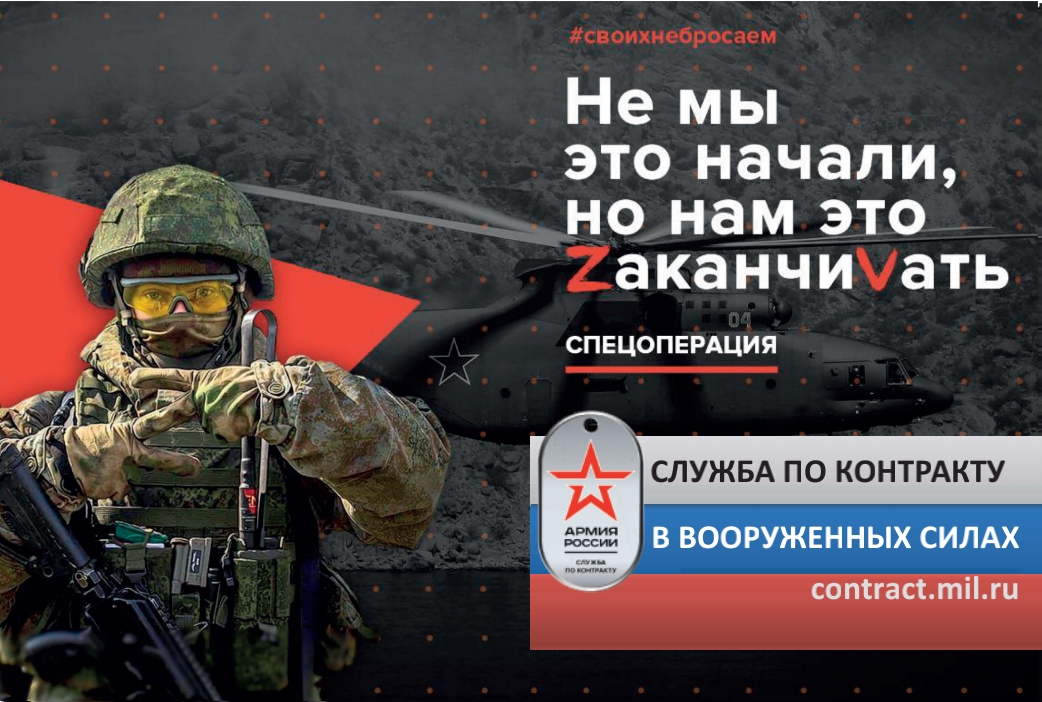 #своихнебросаем
Не мы
это начали,
но нам это
Zаканчиvать
СПЕЦОПЕРАЦИЯ
04
СЛУЖБА ПО КОНТРАКТУ
В ВООРУЖЕННЫХ СИЛАХ
contract.mil.ru
АРМИЯ
РОССИИ
СЛУЖБА
ПО КОНТРАКТУ